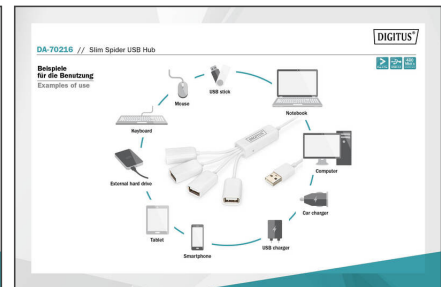 DIGITUS®
DA-70216 // Slim Spider USB Hub
Beispiele
für die Benutzung
Examples of use
USB stick
Mouse
Notebook
Keyboard
DIGITUS
Computer
External hard drive
Car charger
Tablet
USB charger
Smartphone